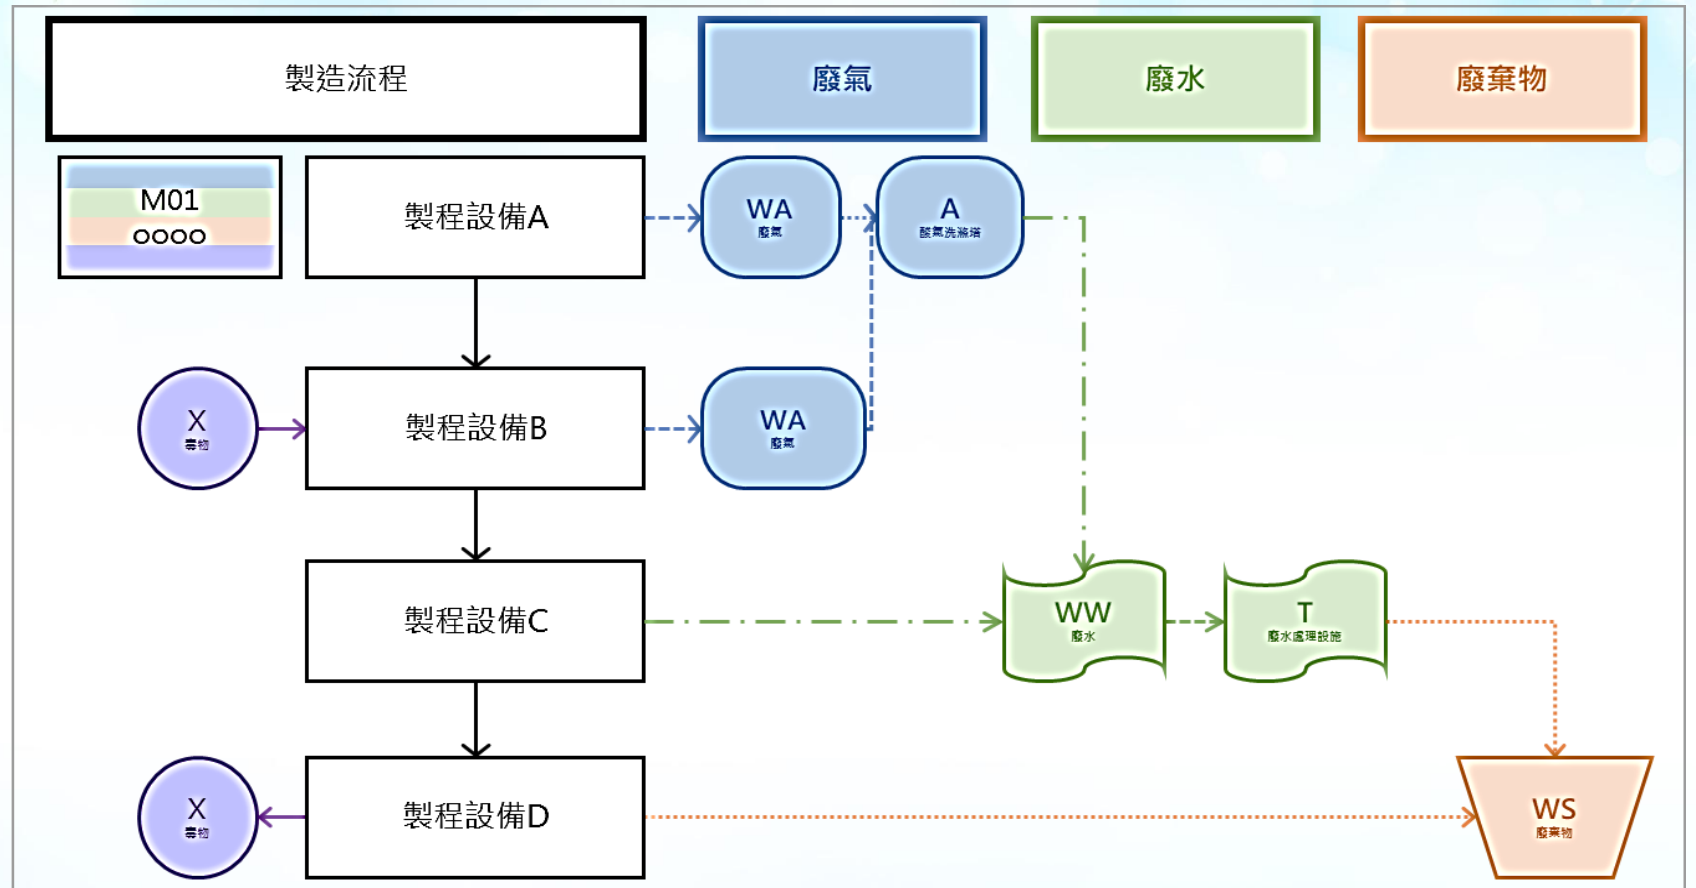 製造流程
廢氣
廢水
廢棄物
M01
oooo
製程設備A
WA
廢氣
A
酸氣洗滌塔
X
毒物
製程設備B
WA
廢氣
製程設備C
WW
廢水
T
廢水處理設施
X
毒物
製程設備D
WS
廢棄物